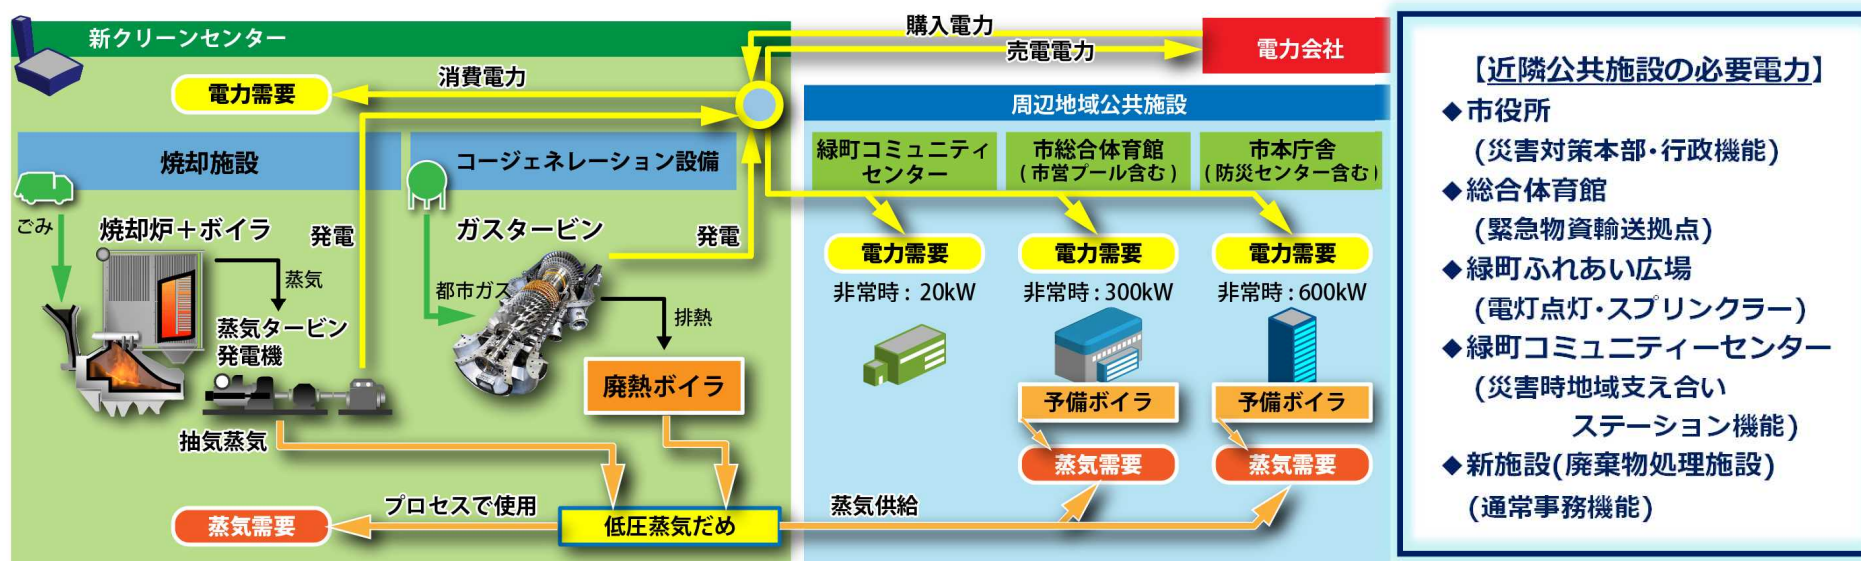 新クリーンセンター
購入電力
売電電力
電力会社
消費電力
電力需要
周辺地域公共施設
焼却施設
コージェネレーション設備
緑町コミュニティ
センター
市総合体育館
(市営プール含む)
市本庁舎
(防災センター含む)
ごみ
焼却炉＋ボイラ
発電
ガスタービン
発電
蒸気
都市ガス
排熱
蒸気タービン
発電機
廃熱ボイラ
抽気蒸気
電力需要
電力需要
電力需要
非常時：20kW
非常時：300kW
非常時：600kW
予備ボイラ
予備ボイラ
蒸気需要
蒸気需要
プロセスで使用
蒸気供給
蒸気需要
低圧蒸気だめ
【近隣公共施設の必要電力】
◆市役所
(災害対策本部・行政機能)
◆総合体育館
(緊急物資輸送拠点)
◆緑町ふれあい広場
(電灯点灯・スプリンクラー)
◆緑町コミュニティーセンター
(災害時地域支え合い
ステーション機能)
◆新施設(廃棄物処理施設)
(通常事務機能)